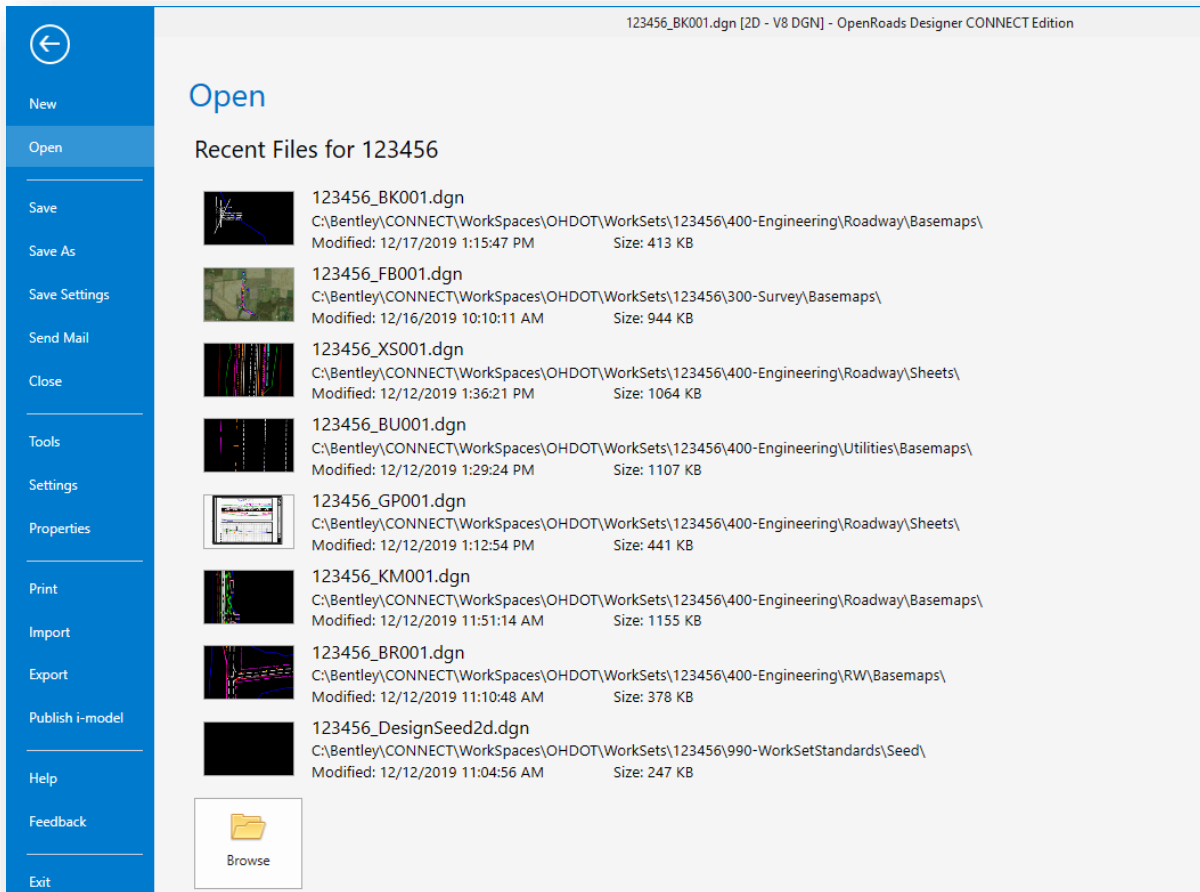 123456_BK001.dgn [2D - V8 DGN] - OpenRoads Designer CONNECT Edition
New
Open
Save
Save As
Save Settings
Send Mail
Close
Tools
Settings
Properties
Print
Import
Export
Publish i-model
Help
Feedback
Exit
Open
Recent Files for 123456
123456_BK001.dgn
C:\Bentley\CONNECT\WorkSpaces\OHDOT\WorkSets\123456\400-Engineering\Roadway\Basemaps\
Modified: 12/17/2019 1:15:47 PM Size: 413 KB
123456_FB001.dgn
C:\Bentley\CONNECT\WorkSpaces\OHDOT\WorkSets\123456\300-Survey\Basemaps\
Modified: 12/16/2019 10:10:11 AM Size: 944 KB
123456_XS001.dgn
C:\Bentley\CONNECT\WorkSpaces\OHDOT\WorkSets\123456\400-Engineering\Roadway\Sheets\
Modified: 12/12/2019 1:36:21 PM Size: 1064 KB
123456_BU001.dgn
C:\Bentley\CONNECT\WorkSpaces\OHDOT\WorkSets\123456\400-Engineering\Utilities\Basemaps\
Modified: 12/12/2019 1:29:24 PM Size: 1107 KB
123456_GP001.dgn
C:\Bentley\CONNECT\WorkSpaces\OHDOT\WorkSets\123456\400-Engineering\Roadway\Sheets\
Modified: 12/12/2019 1:12:54 PM Size: 441 KB
123456_KM001.dgn
C:\Bentley\CONNECT\WorkSpaces\OHDOT\WorkSets\123456\400-Engineering\Roadway\Basemaps\
Modified: 12/12/2019 11:51:14 AM Size: 1155 KB
123456_BR001.dgn
C:\Bentley\CONNECT\WorkSpaces\OHDOT\WorkSets\123456\400-Engineering\RW\Basemaps\
Modified: 12/12/2019 11:10:48 AM Size: 378 KB
123456_DesignSeed2d.dgn
C:\Bentley\CONNECT\WorkSpaces\OHDOT\WorkSets\123456\990-WorkSetStandards\Seed\
Modified: 12/12/2019 11:04:56 AM Size: 247 KB
Browse